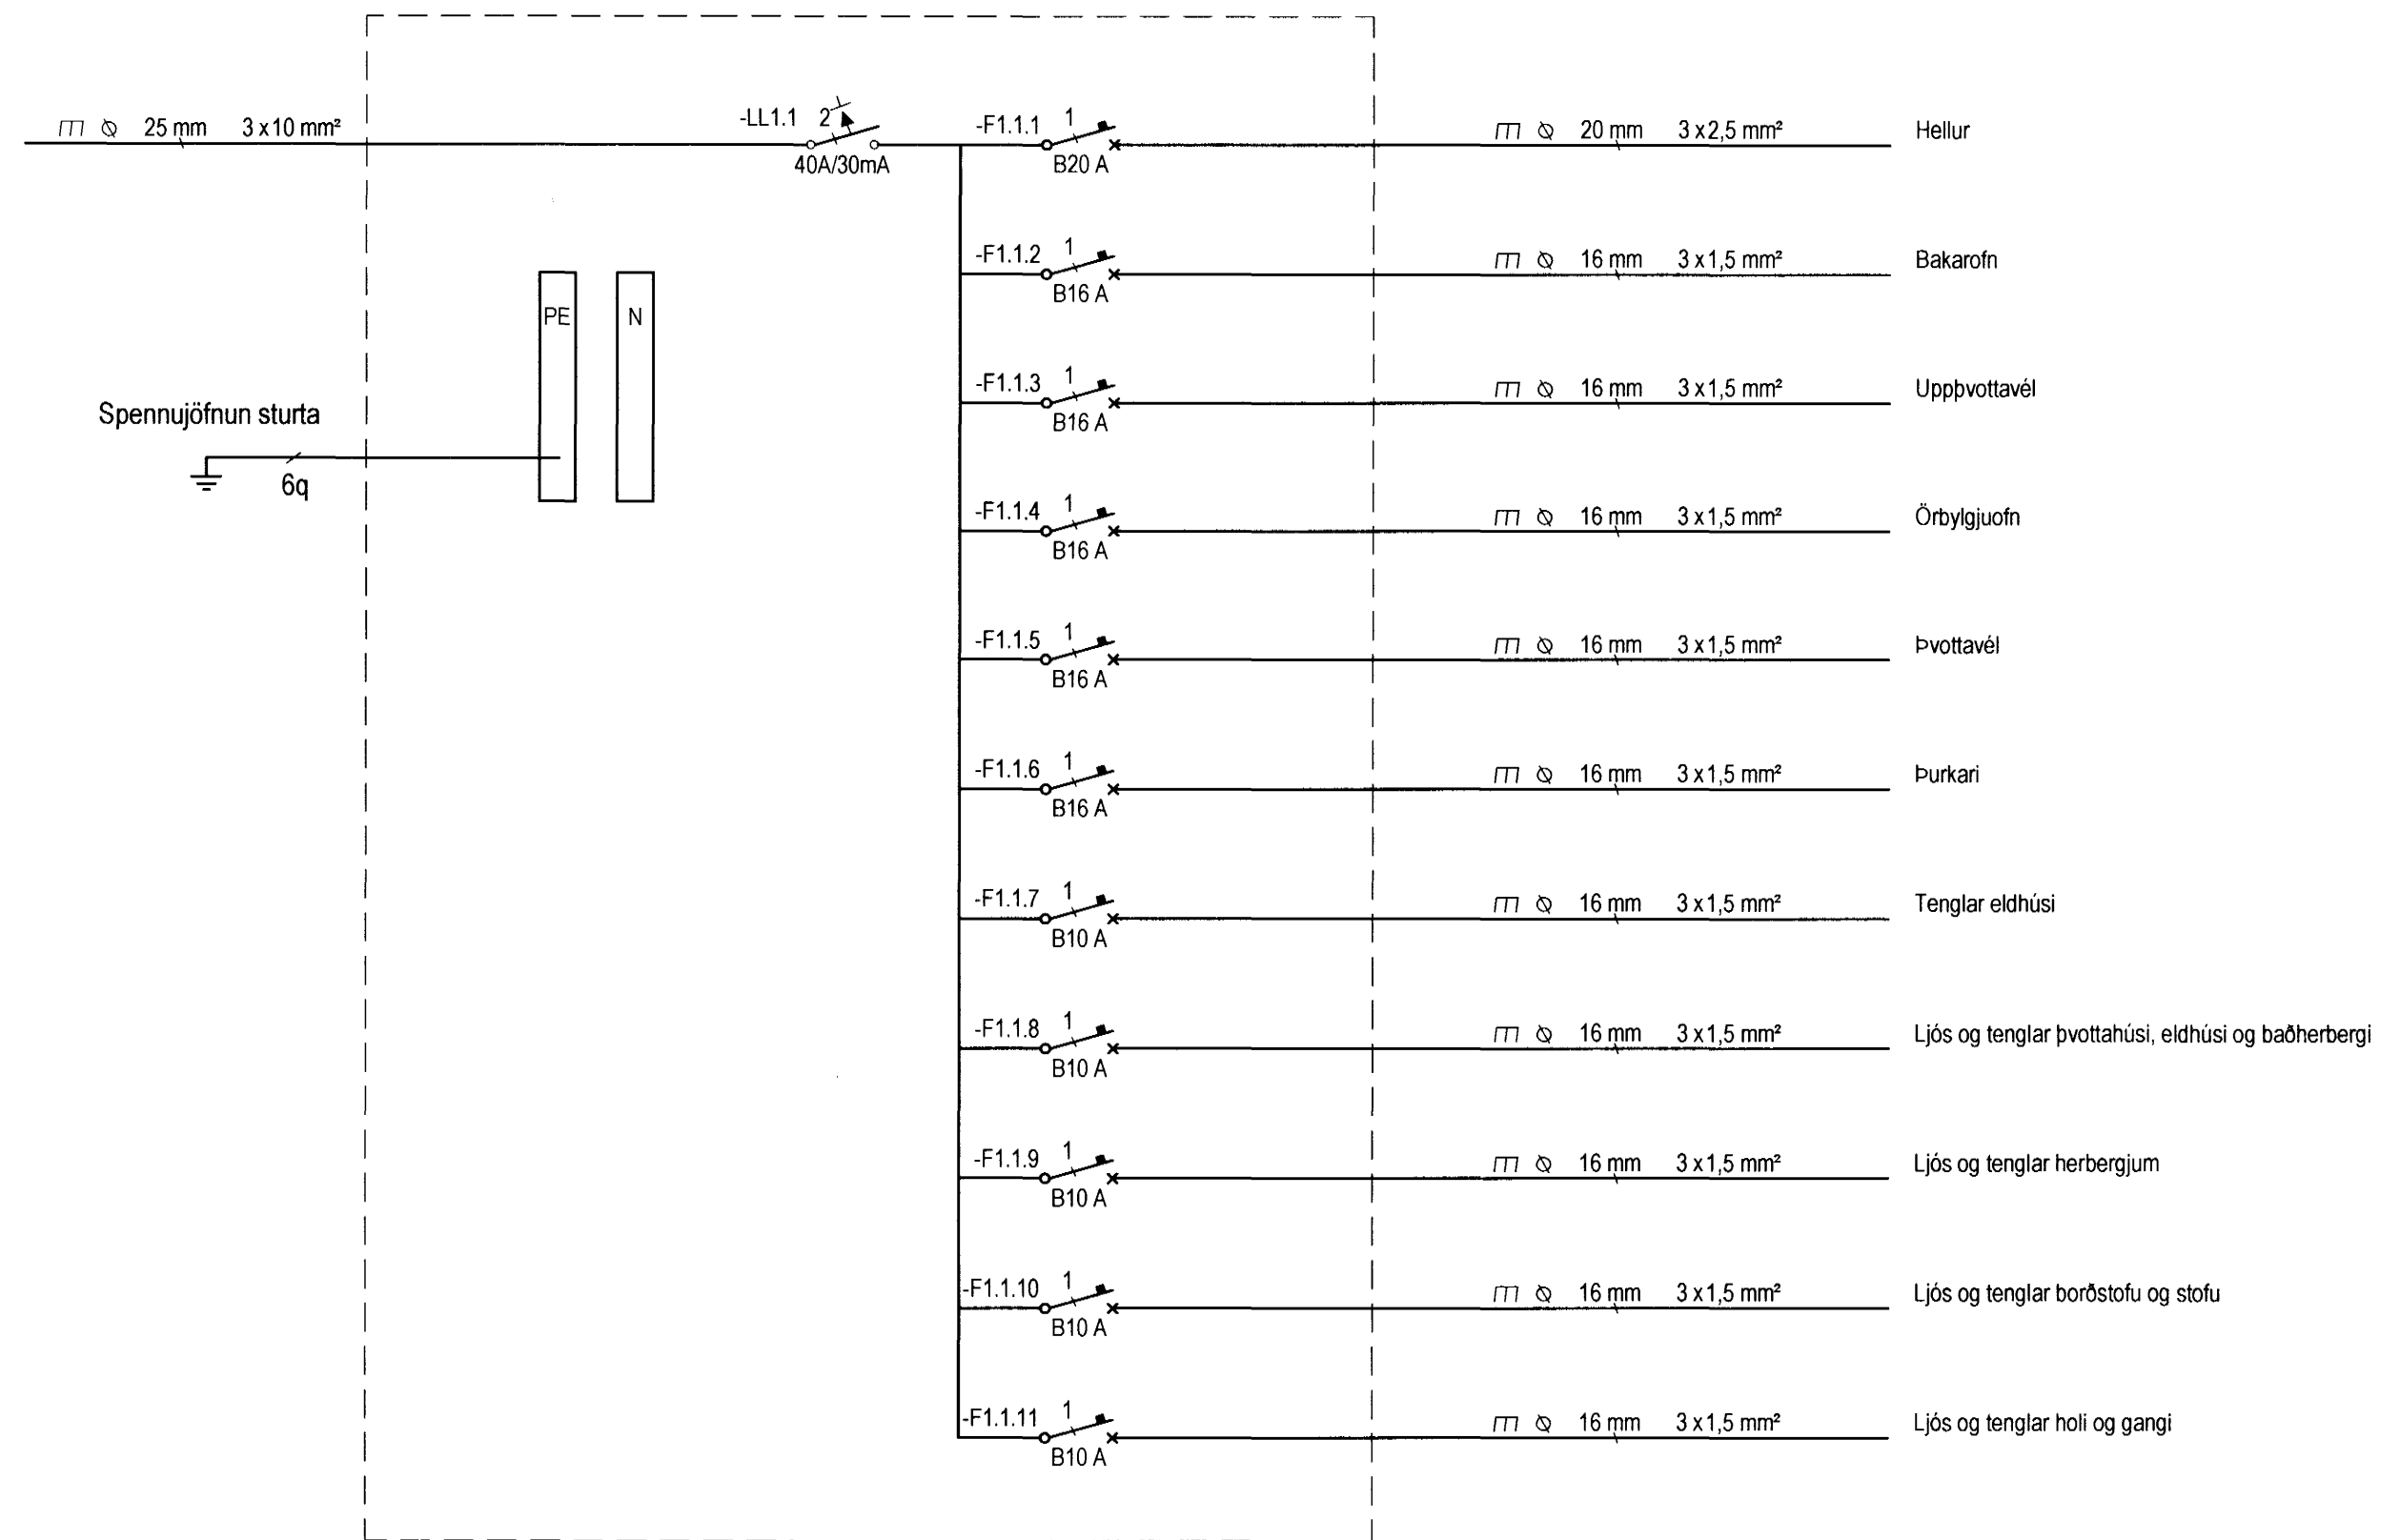 25 mm 3 x 10 mm²
-LL1.1 2
40A/30mA
-F1.1.1 1
B20 A
20 mm 3 x 2,5 mm² Hellur
-F1.1.2 1
B16 A
16 mm 3 x 1,5 mm² Bakarofn
PE N
-F1.1.3 1
B16 A
16 mm 3 x 1,5 mm² Uppþvottavél
Spennujöfnun sturta
6q
-F1.1.4 1
B16 A
16 mm 3 x 1,5 mm² Örbylgjuofn
-F1.1.5 1
B16 A
16 mm 3 x 1,5 mm² Þvottavél
-F1.1.6 1
B16 A
16 mm 3 x 1,5 mm² Þurkari
-F1.1.7 1
B10 A
16 mm 3 x 1,5 mm² Tenglar eldhúsi
-F1.1.8 1
B10 A
16 mm 3 x 1,5 mm² Ljós og tenglar þvottahúsi, eldhúsi og baðherbergi
-F1.1.9 1
B10 A
16 mm 3 x 1,5 mm² Ljós og tenglar herbergjum
-F1.1.10 1
B10 A
16 mm 3 x 1,5 mm² Ljós og tenglar borðstofu og stofu
-F1.1.11 1
B10 A
16 mm 3 x 1,5 mm² Ljós og tenglar holi og gangi